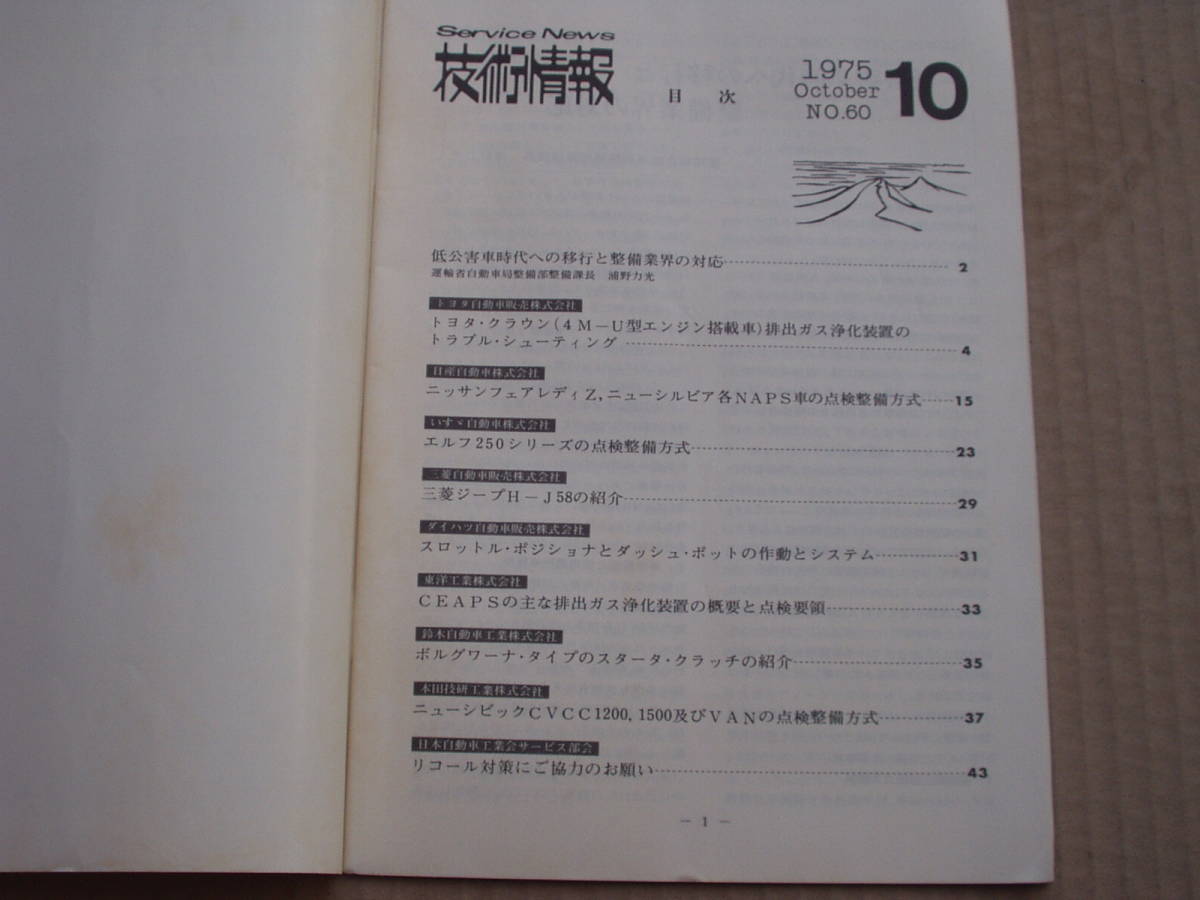 Service News
技術情報
目次
1975
October
NO.60
10
低公害車時代への移行と整備業界の対応 2
運輸省自動車局整備部整備課長 浦野力光
トヨタ自動車販売株式会社
トヨタ・クラウン(4M-U型エンジン搭載車)排出ガス浄化装置の
トラブル・シューティング 4
日産自動車株式会社
ニッサンフェアレディZ,ニューシルビア各NAPS車の点検整備方式 15
いすゞ自動車株式会社
エルフ250シリーズの点検整備方式 23
三菱自動車販売株式会社
三菱ジープH-J58の紹介 29
ダイハツ自動車販売株式会社
スロットル・ポジショナとダッシュ・ポットの作動とシステム 31
東洋工業株式会社
CEAPSの主な排出ガス浄化装置の概要と点検要領 33
鈴木自動車工業株式会社
ボルグワーナ・タイプのスタータ・クラッチの紹介 35
本田技研工業株式会社
ニューシビックCVCC1200,1500及びVANの点検整備方式 37
日本自動車工業会サービス部会
リコール対策にご協力のお願い 43
- 1 -